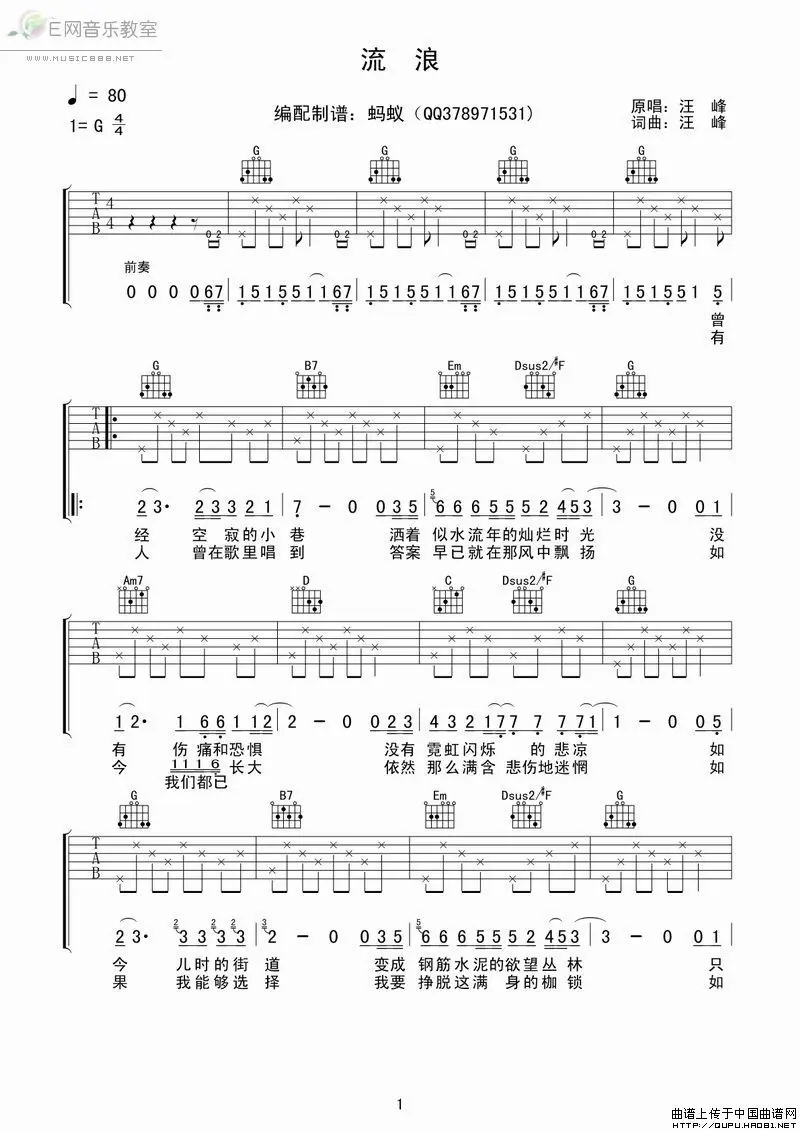 E网音乐教室
WWW.MUSIC888.NET
流 浪
♩ = 80
编配制谱：蚂蚁（QQ378971531）
原唱：汪 峰
1= G 4/4
词曲：汪 峰
G G G G
T A B 4 4
0 2 0 2 0 2 0 2
前奏
0 0 0 0 6 7 | 1 5 1 5 5 1 1 6 7 | 1 5 1 5 5 1 1 6 7 | 1 5 1 5 5 1 1 6 7 | 1 5 1 5 5 1 5 |
曾
有
G B7 Em Dsus2/#F G
T A B
2 3· 2 3 3 2 1 | 7 - 0 0 3 5 | 5 6 6 6 5 5 5 2 4 5 3 | 3 - 0 0 1 |
经 空 寂的小 巷 洒着 似水流年的灿烂时 光 没
人 曾在歌里唱 到 答案 早已就在那风中飘 扬 如
Am7 D C Dsus2/#F G
T A B
1 2· 1 6 6 1 1 2 | 2 - 0 0 2 3 | 4 3 2 1 7 7 7 7 7 1 | 1 - 0 0 5 |
有 伤 痛和恐惧 没有 霓虹闪烁 的 悲凉 如
今 1 1 1 6 长大 依然 那么满含 悲伤地迷惘 如
我们都已
G B7 Em Dsus2/#F G
T A B
2 3· 2 3 3 2 3 2 3 | 3 2 - 0 0 3 5 | 5 6 6 6 5 5 5 2 4 5 3 | 3 - 0 0 1 |
今 儿时的街 道 变成 钢筋水泥的欲望丛 林 只
果 我能够选 择 我要 挣脱这满 身的枷 锁 如
1
曲谱上传于中国曲谱网
HTTP://QUPU.HAO81.NET